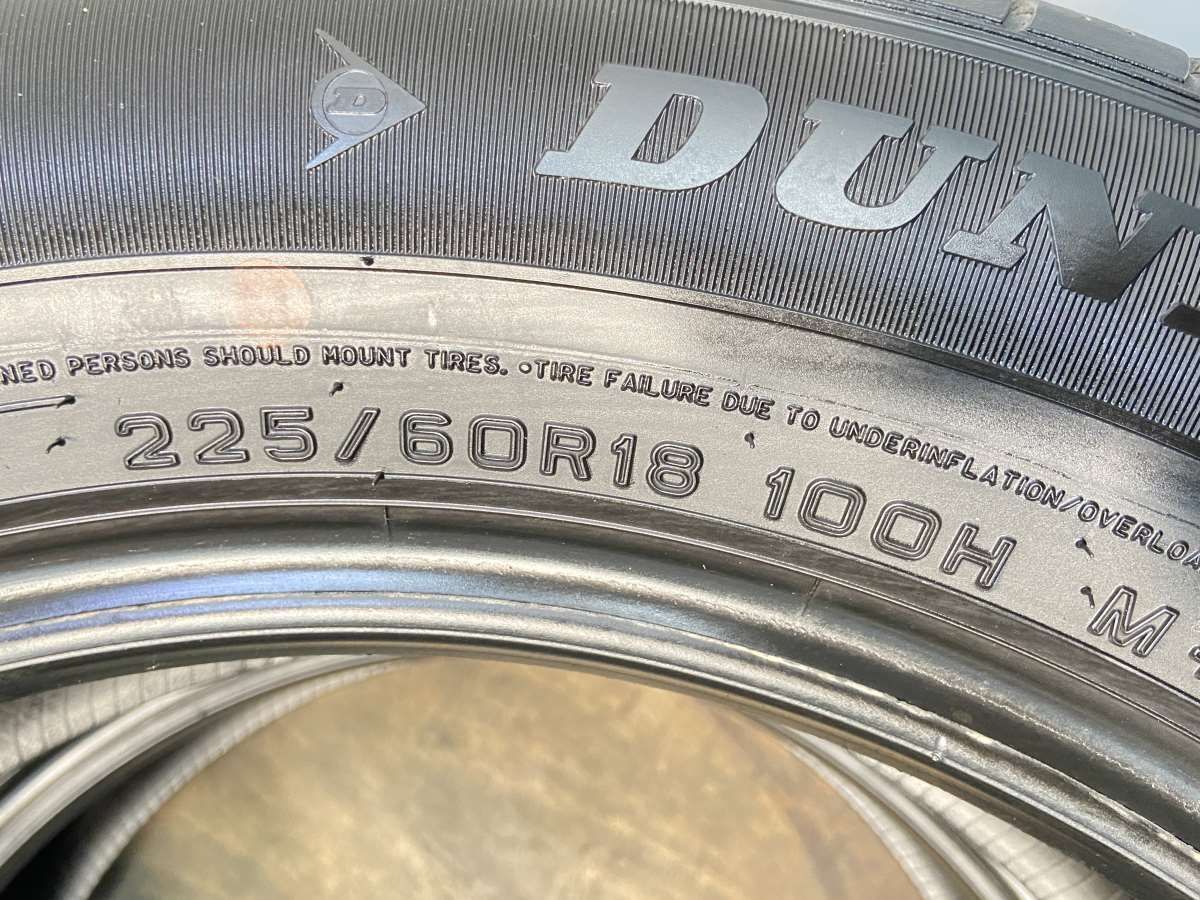 D
DUN
NED PERSONS SHOULD MOUNT TIRES. •TIRE FAILURE DUE TO UNDERINFLATION/OVERLOA
225/60R18 100H M